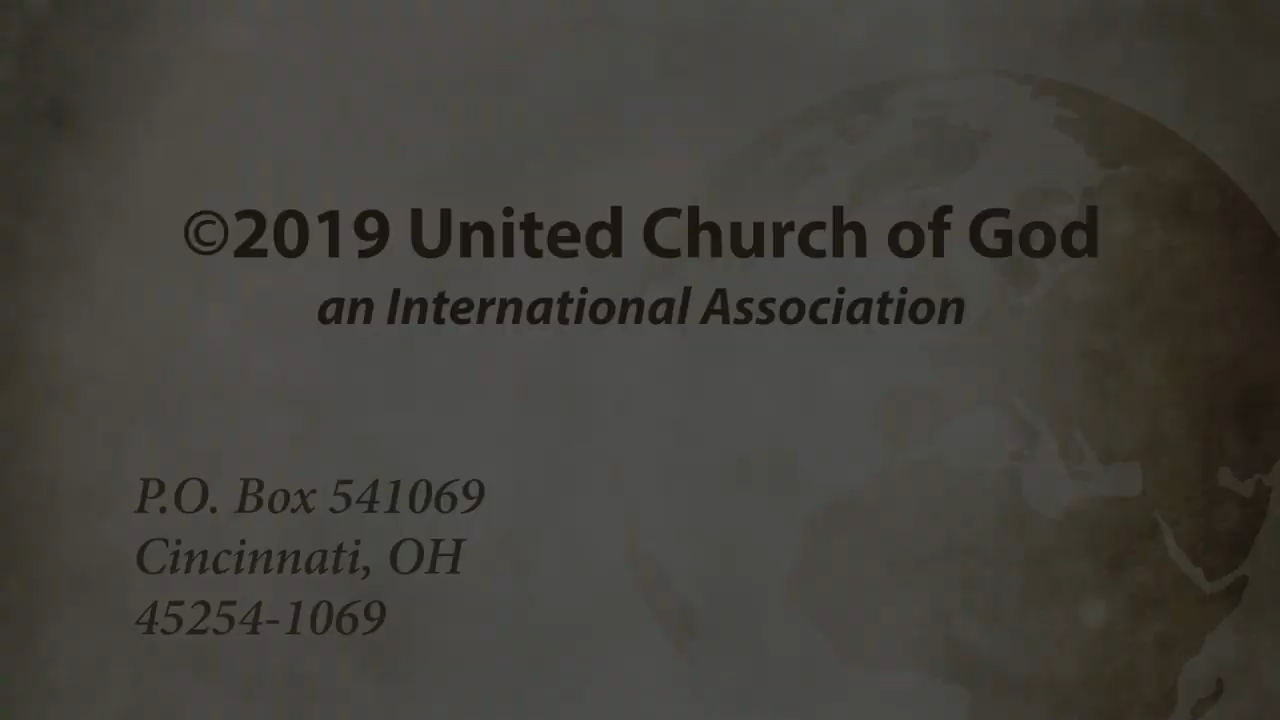 ©2019 United Church of God
an International Association
P.O. Box 541069
Cincinnati, OH
45254-1069